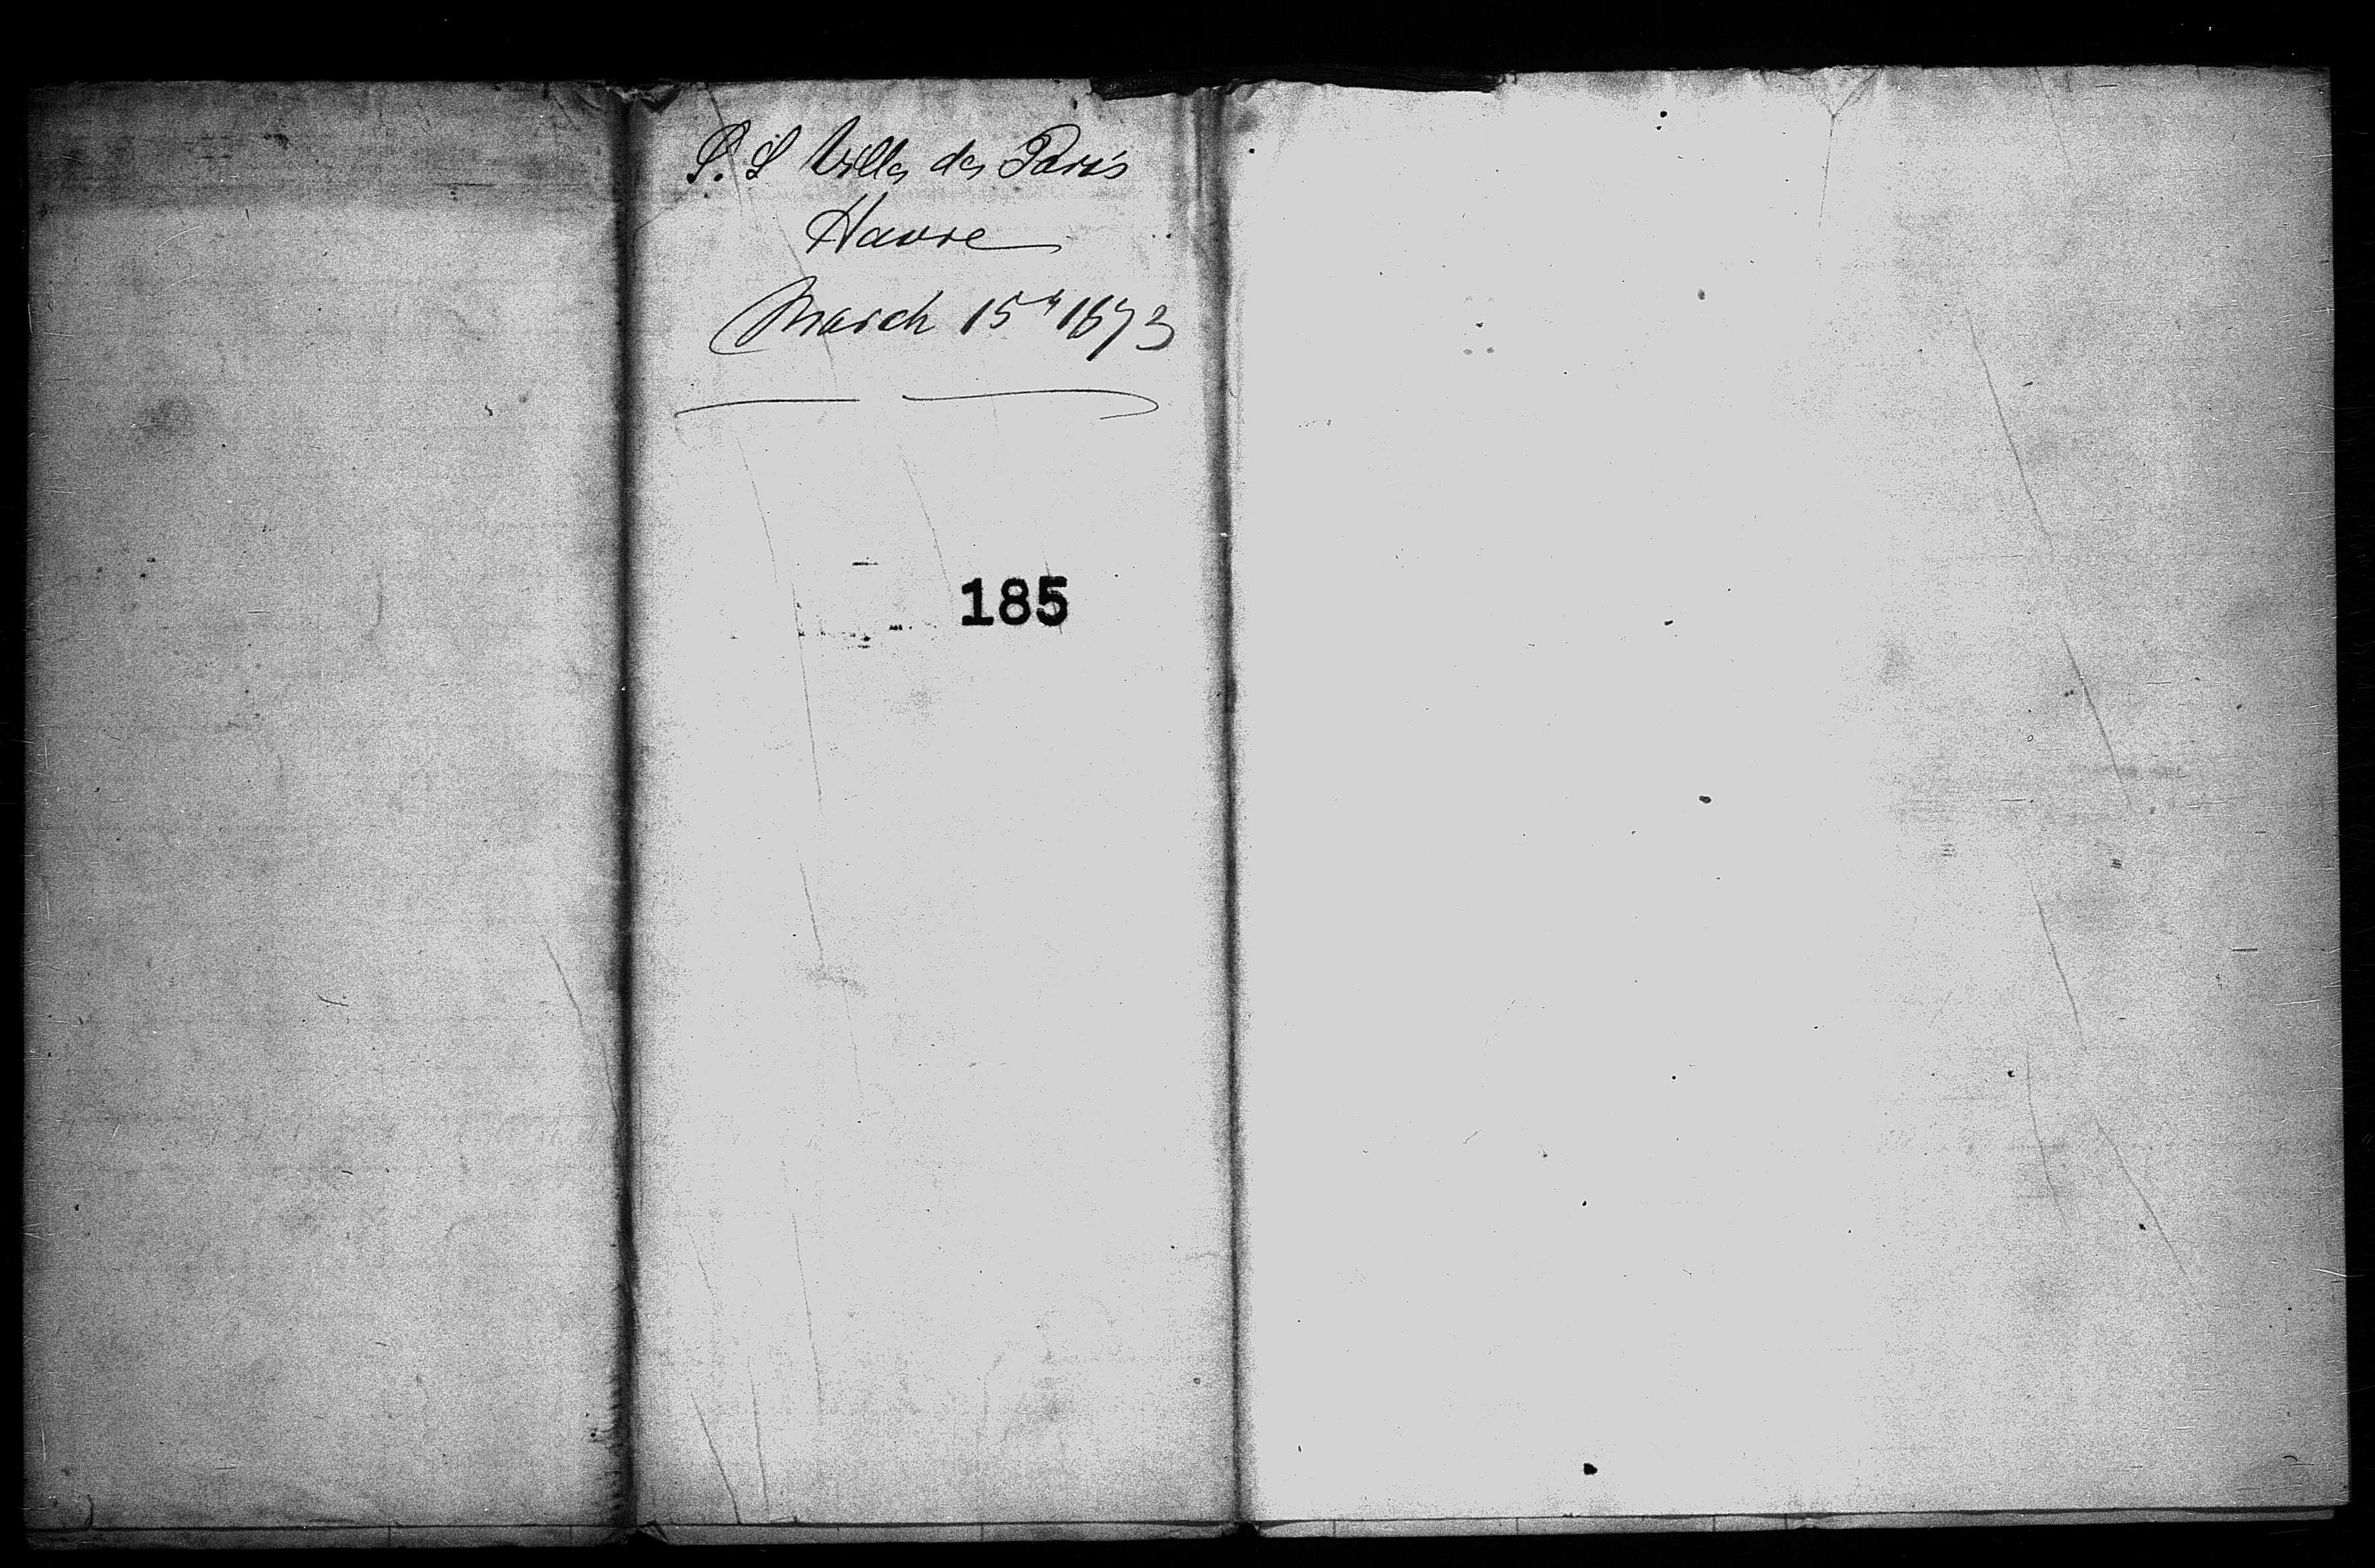 S. S Ville de Paris
Havre
March 15th 1873
185